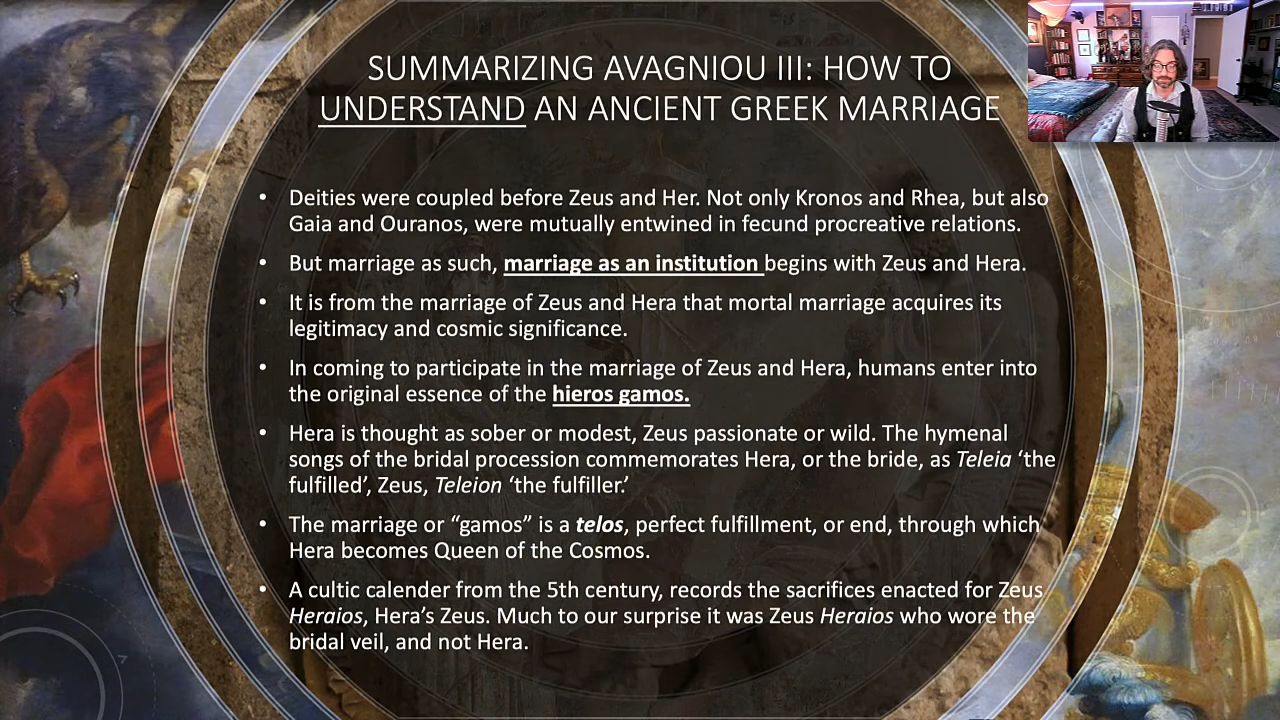 SUMMARIZING AVAGNIOU III: HOW TO
UNDERSTAND AN ANCIENT GREEK MARRIAGE
• Deities were coupled before Zeus and Her. Not only Kronos and Rhea, but also
Gaia and Ouranos, were mutually entwined in fecund procreative relations.
• But marriage as such, marriage as an institution begins with Zeus and Hera.
• It is from the marriage of Zeus and Hera that mortal marriage acquires its
legitimacy and cosmic significance.
• In coming to participate in the marriage of Zeus and Hera, humans enter into
the original essence of the hieros gamos.
• Hera is thought as sober or modest, Zeus passionate or wild. The hymenal
songs of the bridal procession commemorates Hera, or the bride, as Teleia ‘the
fulfilled’, Zeus, Teleion ‘the fulfiller.’
• The marriage or “gamos” is a telos, perfect fulfillment, or end, through which
Hera becomes Queen of the Cosmos.
• A cultic calender from the 5th century, records the sacrifices enacted for Zeus
Heraios, Hera’s Zeus. Much to our surprise it was Zeus Heraios who wore the
bridal veil, and not Hera.